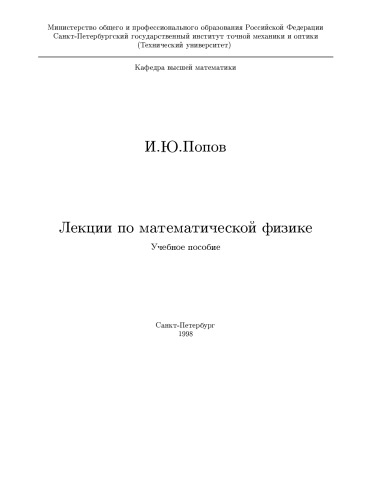 Министерство общего и профессионального образования Российской Федерации
Санкт-Петербургский государственный институт точной механики и оптики
(Технический университет)
Кафедра высшей математики
И.Ю.Попов
Лекции по математической физике
Учебное пособие
Санкт-Петербург
1998